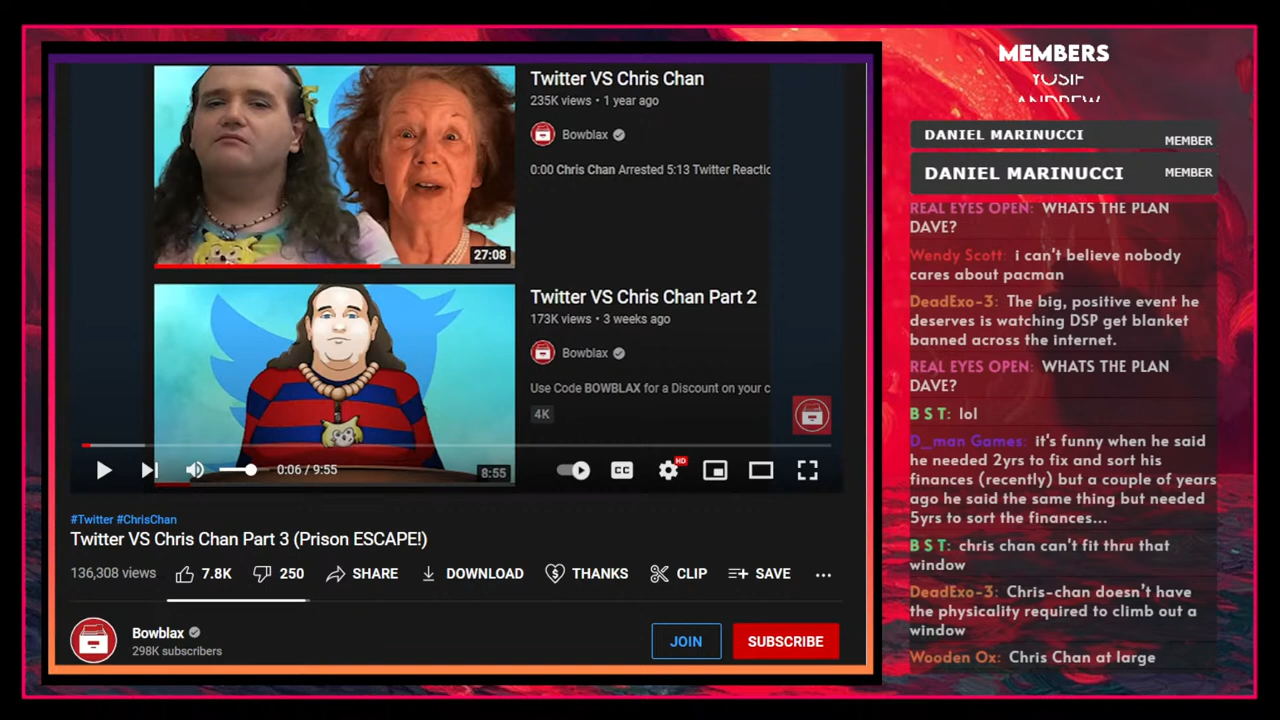 Twitter VS Chris Chan
235K views • 1 year ago
Bowblax
0:00 Chris Chan Arrested 5:13 Twitter Reactic
27:08
Twitter VS Chris Chan Part 2
173K views • 3 weeks ago
Bowblax
Use Code BOWBLAX for a Discount on your c
4K
8:55
0:06 / 9:55
CC
HD
#Twitter #ChrisChan
Twitter VS Chris Chan Part 3 (Prison ESCAPE!)
136,308 views
7.8K
250
SHARE
DOWNLOAD
THANKS
CLIP
SAVE
Bowblax
298K subscribers
JOIN
SUBSCRIBE
MEMBERS
YOSIF
ANDREW
DANIEL MARINUCCI
MEMBER
DANIEL MARINUCCI
MEMBER
REAL EYES OPEN: WHATS THE PLAN
DAVE?
Wendy Scott: i can't believe nobody
cares about pacman
DeadExo-3: The big, positive event he
deserves is watching DSP get blanket
banned across the internet.
REAL EYES OPEN: WHATS THE PLAN
DAVE?
B S T: lol
D_man Games: it's funny when he said
he needed 2yrs to fix and sort his
finances (recently) but a couple of years
ago he said the same thing but needed
5yrs to sort the finances...
B S T: chris chan can't fit thru that
window
DeadExo-3: Chris-chan doesn't have
the physicality required to climb out a
window
Wooden Ox: Chris Chan at large